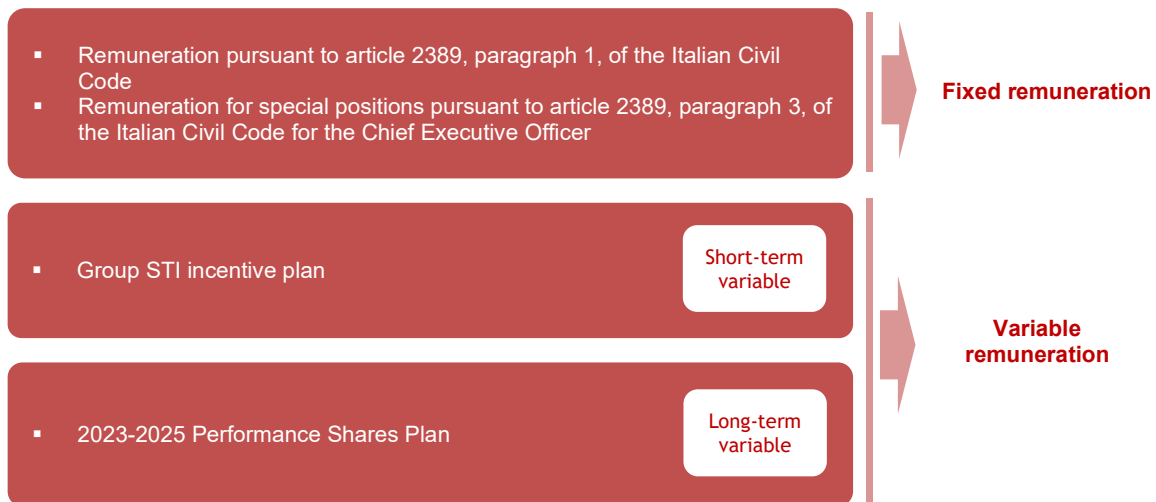 ▪ Remuneration pursuant to article 2389, paragraph 1, of the Italian Civil
Code
▪ Remuneration for special positions pursuant to article 2389, paragraph 3, of
the Italian Civil Code for the Chief Executive Officer
Fixed remuneration
▪ Group STI incentive plan
Short-term
variable
Variable
remuneration
▪ 2023-2025 Performance Shares Plan
Long-term
variable